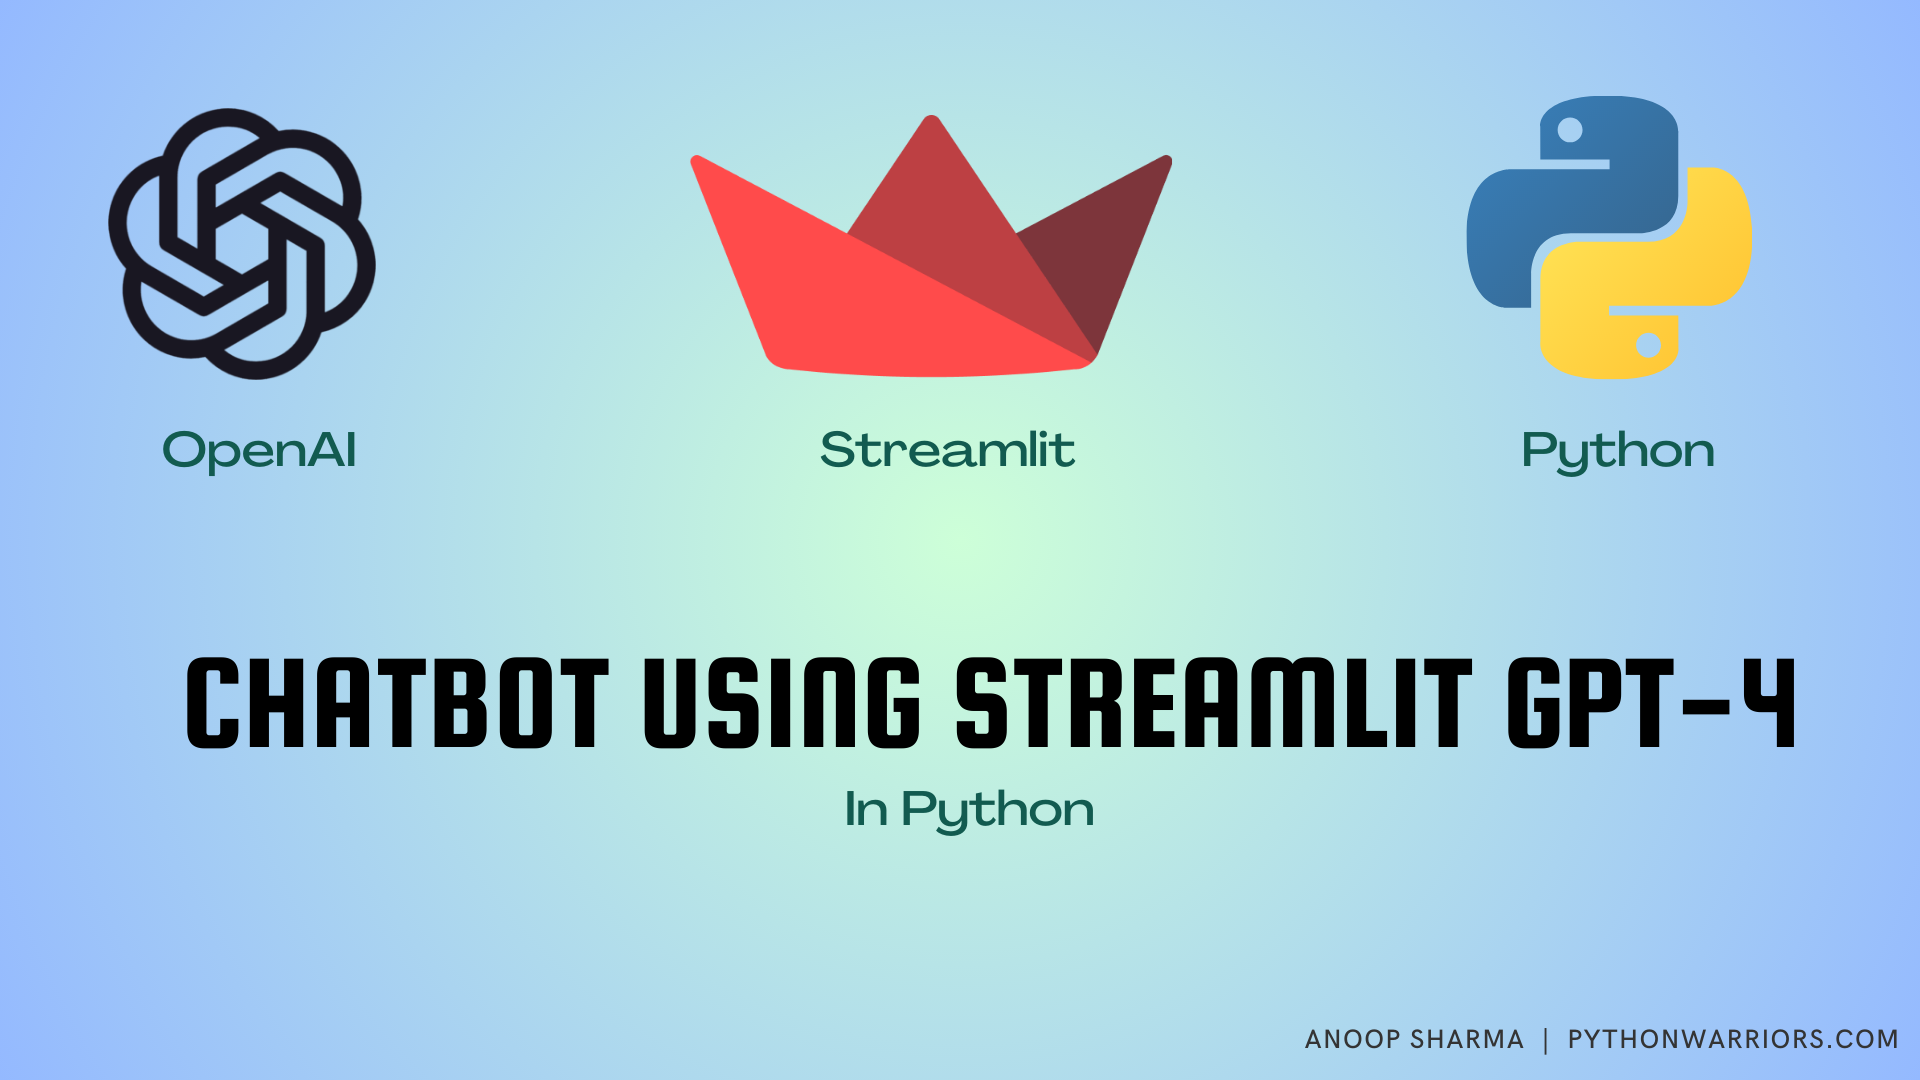 OpenAI
Streamlit
Python
CHATBOT USING STREAMLIT GPT-4
In Python
ANOOP SHARMA | PYTHONWARRIORS.COM